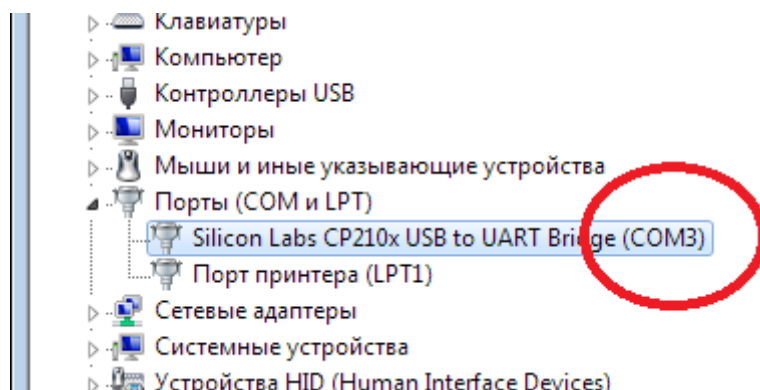 Клавиатуры
Компьютер
Контроллеры USB
Мониторы
Мыши и иные указывающие устройства
Порты (COM и LPT)
Silicon Labs CP210x USB to UART Bridge (COM3)
Порт принтера (LPT1)
Сетевые адаптеры
Системные устройства
Устройства HID (Human Interface Devices)